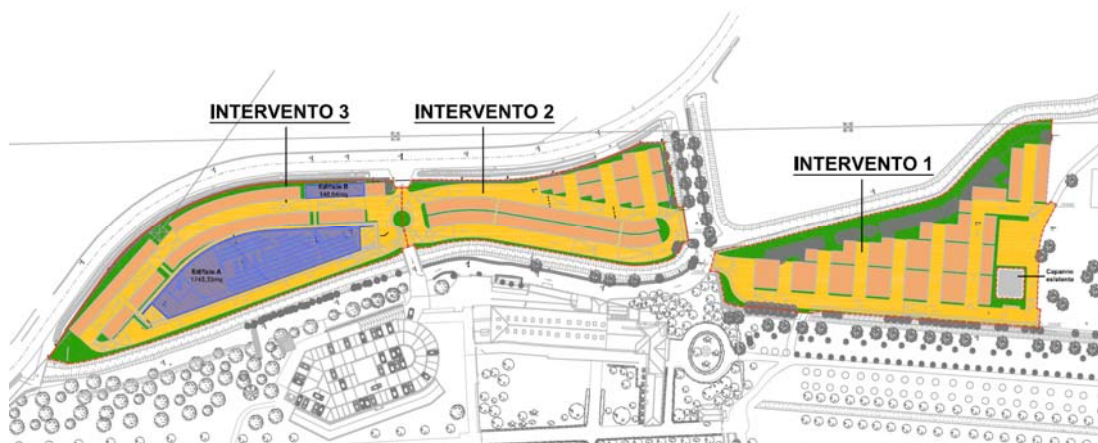 INTERVENTO 3
INTERVENTO 2
INTERVENTO 1
Edificio B
Edificio A
Capanno
esistente